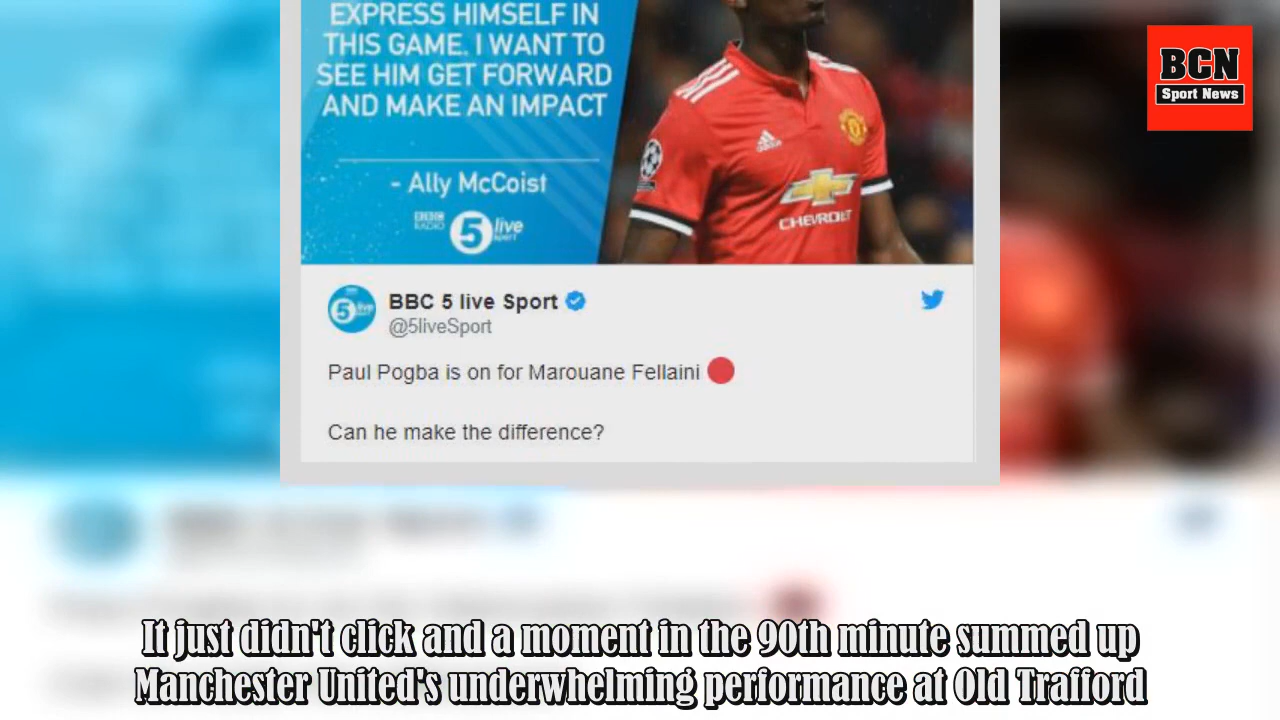 EXPRESS HIMSELF IN
THIS GAME. I WANT TO
SEE HIM GET FORWARD
AND MAKE AN IMPACT
- Ally McCoist
BBC
RADIO
5 live
sport
adidas
CHEVROLET
BCN
Sport News
5 live
BBC 5 live Sport
@5liveSport
Paul Pogba is on for Marouane Fellaini
Can he make the difference?
It just didn't click and a moment in the 90th minute summed up
Manchester United's underwhelming performance at Old Trafford